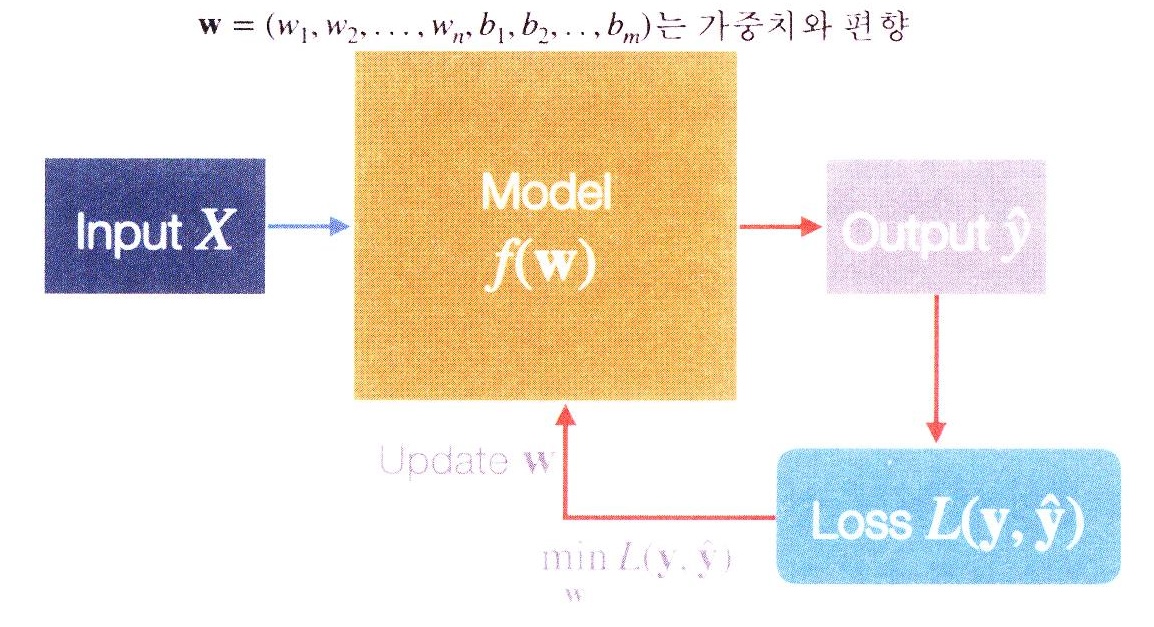 w = (w₁, w₂, . . . , wₙ, b₁, b₂, . . , bₘ)는 가중치와 편향
Input X
Model
f(w)
Output ŷ
Update w
Loss L(y, ŷ)
min L(y, ŷ)
w